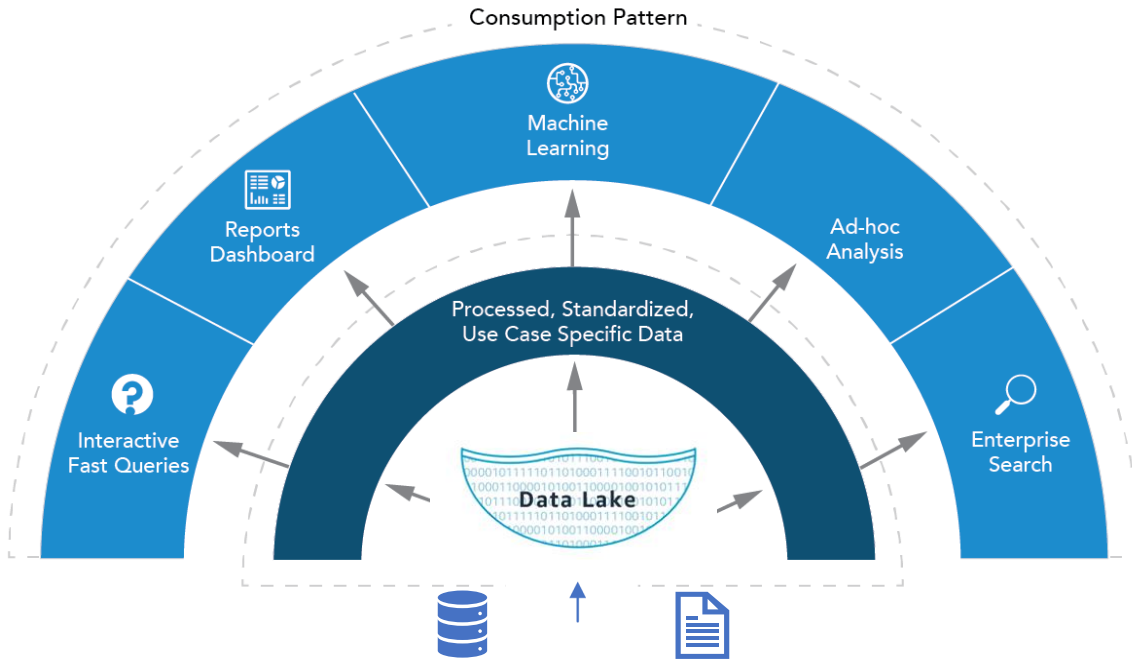 Consumption Pattern
Machine
Learning
Reports
Dashboard
Ad-hoc
Analysis
Processed, Standardized,
Use Case Specific Data
Interactive
Fast Queries
Enterprise
Search
Data Lake